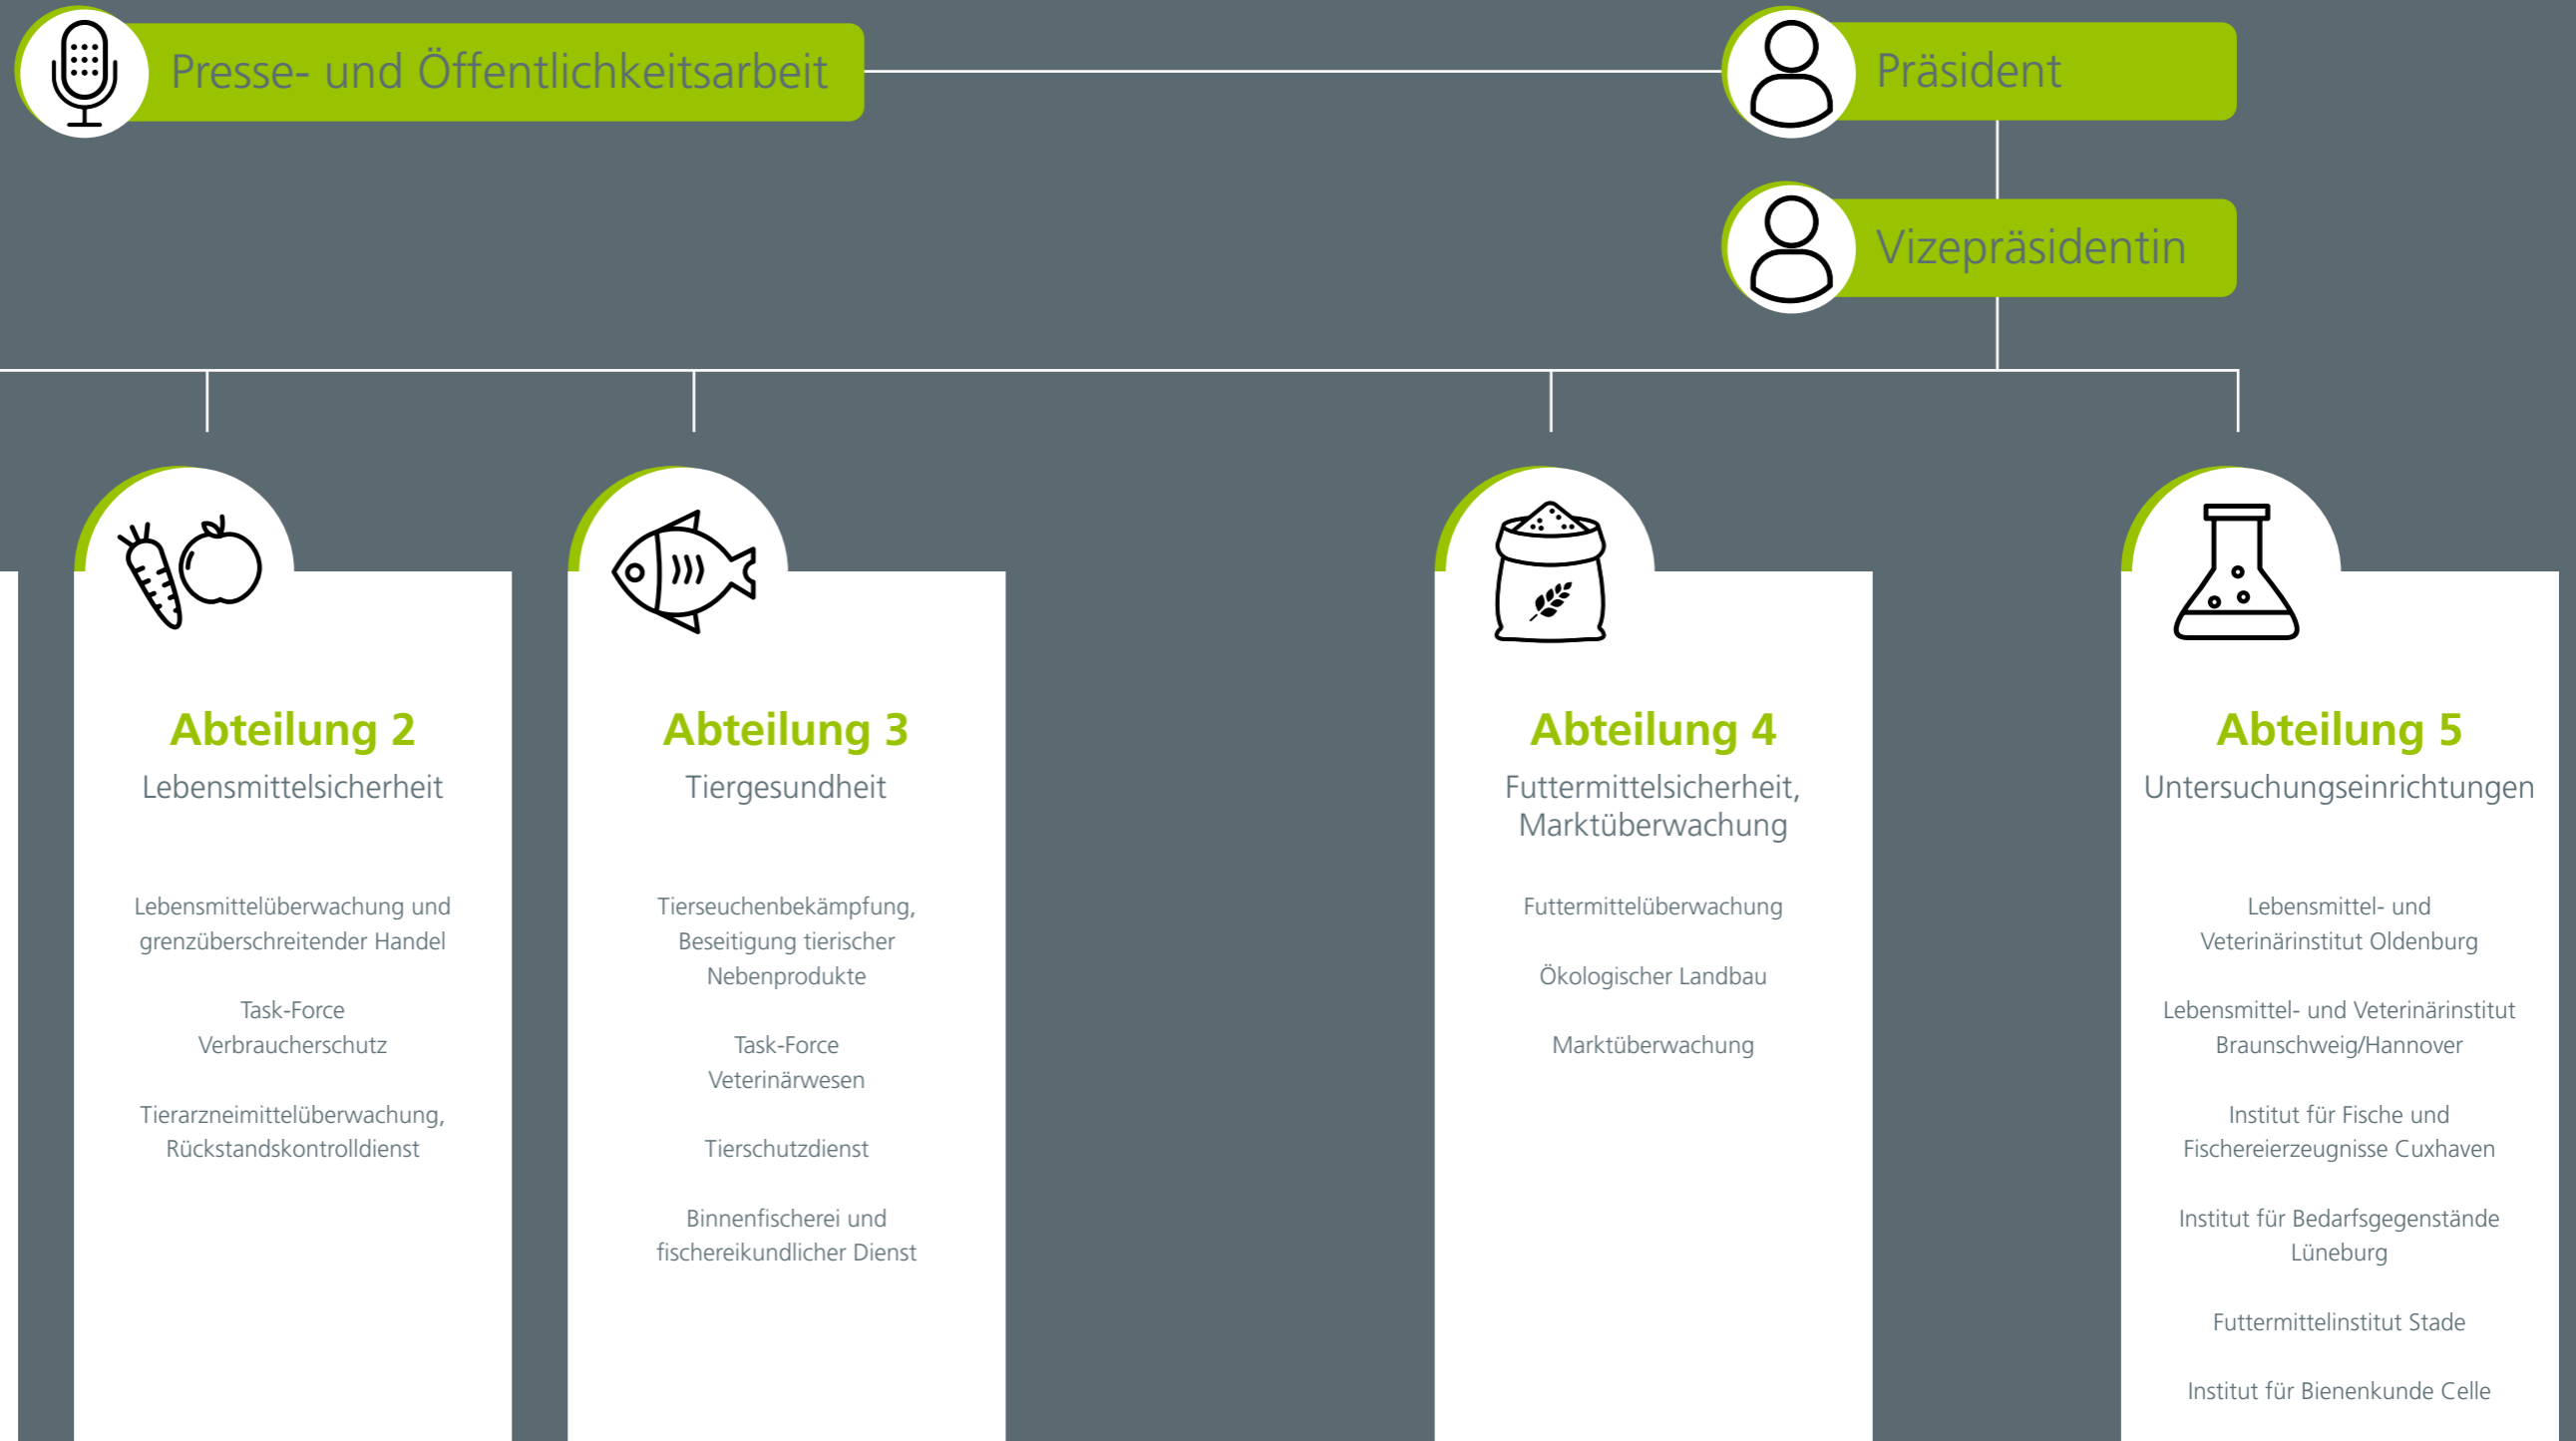 Presse- und Öffentlichkeitsarbeit
Präsident
Vizepräsidentin
Abteilung 2
Lebensmittelsicherheit
Lebensmittelüberwachung und
grenzüberschreitender Handel
Task-Force
Verbraucherschutz
Tierarzneimittelüberwachung,
Rückstandskontrolldienst
Abteilung 3
Tiergesundheit
Tierseuchenbekämpfung,
Beseitigung tierischer
Nebenprodukte
Task-Force
Veterinärwesen
Tierschutzdienst
Binnenfischerei und
fischereikundlicher Dienst
Abteilung 4
Futtermittelsicherheit,
Marktüberwachung
Futtermittelüberwachung
Ökologischer Landbau
Marktüberwachung
Abteilung 5
Untersuchungseinrichtungen
Lebensmittel- und
Veterinärinstitut Oldenburg
Lebensmittel- und Veterinärinstitut
Braunschweig/Hannover
Institut für Fische und
Fischereierzeugnisse Cuxhaven
Institut für Bedarfsgegenstände
Lüneburg
Futtermittelinstitut Stade
Institut für Bienenkunde Celle